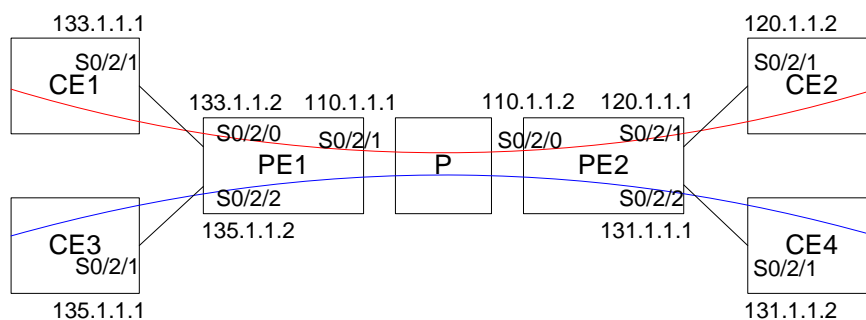 133.1.1.1
120.1.1.2
S0/2/1
CE1
S0/2/1
CE2
133.1.1.2
110.1.1.1
110.1.1.2
120.1.1.1
S0/2/0
S0/2/1
S0/2/0
S0/2/1
PE1
P
PE2
S0/2/2
S0/2/2
135.1.1.2
131.1.1.1
CE3
S0/2/1
CE4
S0/2/1
135.1.1.1
131.1.1.2